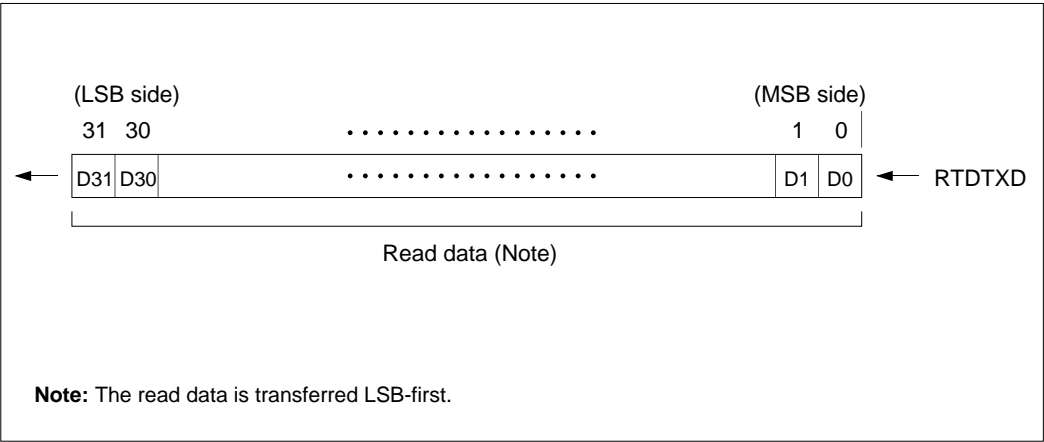 (LSB side) (MSB side)
31 30 ................. 1 0
D31 D30 ................. D1 D0 RTDTXD
Read data (Note)
Note: The read data is transferred LSB-first.